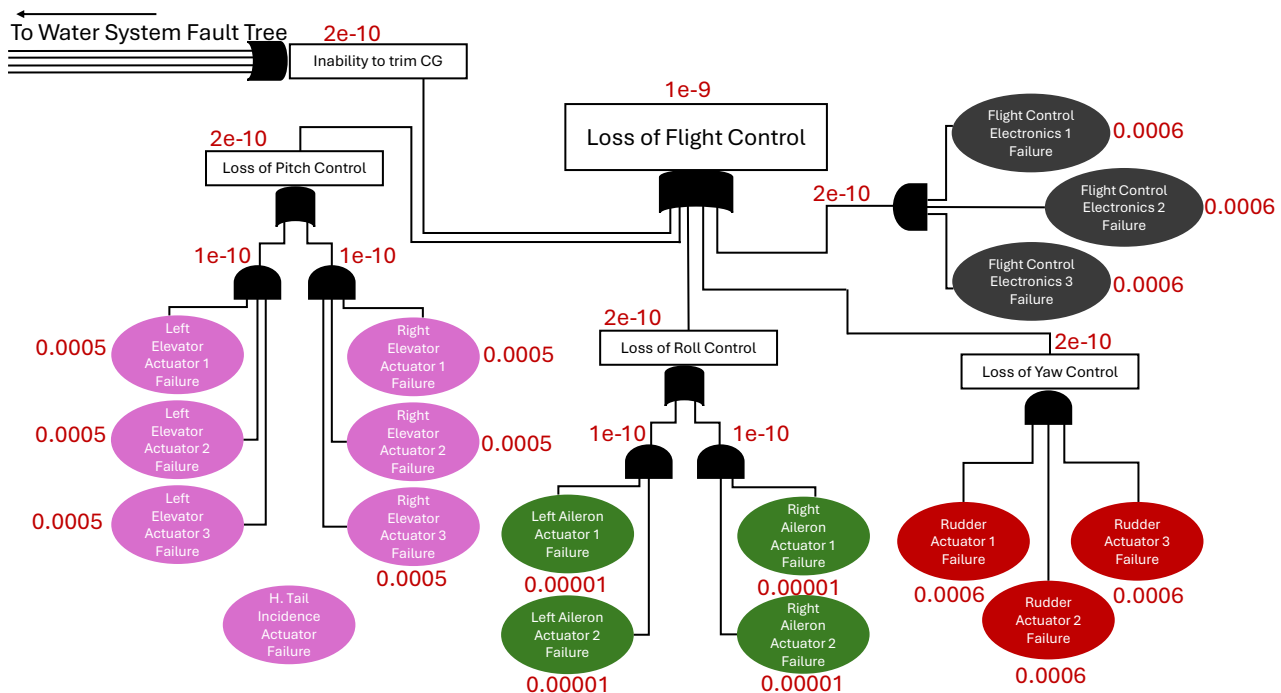 To Water System Fault Tree
2e-10
Inability to trim CG
1e-9
Loss of Flight Control
2e-10
Loss of Pitch Control
1e-10
1e-10
Left
Elevator
Actuator 1
Failure
0.0005
Left
Elevator
Actuator 2
Failure
0.0005
Left
Elevator
Actuator 3
Failure
0.0005
Right
Elevator
Actuator 1
Failure
0.0005
Right
Elevator
Actuator 2
Failure
0.0005
Right
Elevator
Actuator 3
Failure
0.0005
H. Tail
Incidence
Actuator
Failure
2e-10
Loss of Roll Control
1e-10
1e-10
Left Aileron
Actuator 1
Failure
0.00001
Left Aileron
Actuator 2
Failure
0.00001
Right
Aileron
Actuator 1
Failure
0.00001
Right
Aileron
Actuator 2
Failure
0.00001
2e-10
Flight Control
Electronics 1
Failure
0.0006
Flight Control
Electronics 2
Failure
0.0006
Flight Control
Electronics 3
Failure
0.0006
2e-10
Loss of Yaw Control
Rudder
Actuator 1
Failure
0.0006
Rudder
Actuator 2
Failure
0.0006
Rudder
Actuator 3
Failure
0.0006